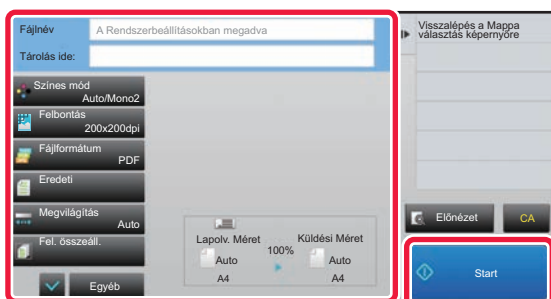 Fájlnév
A Rendszerbeállításokban megadva
Tárolás ide:
Színes mód
Auto/Mono2
Felbontás
200x200dpi
Fájlformátum
PDF
Eredeti
Megvilágítás
Auto
Fel. összeáll.
Egyéb
Lapolv. Méret
100%
Küldési Méret
Auto
Auto
A4
A4
Visszalépés a Mappa
választás képernyőre
Előnézet
CA
Start